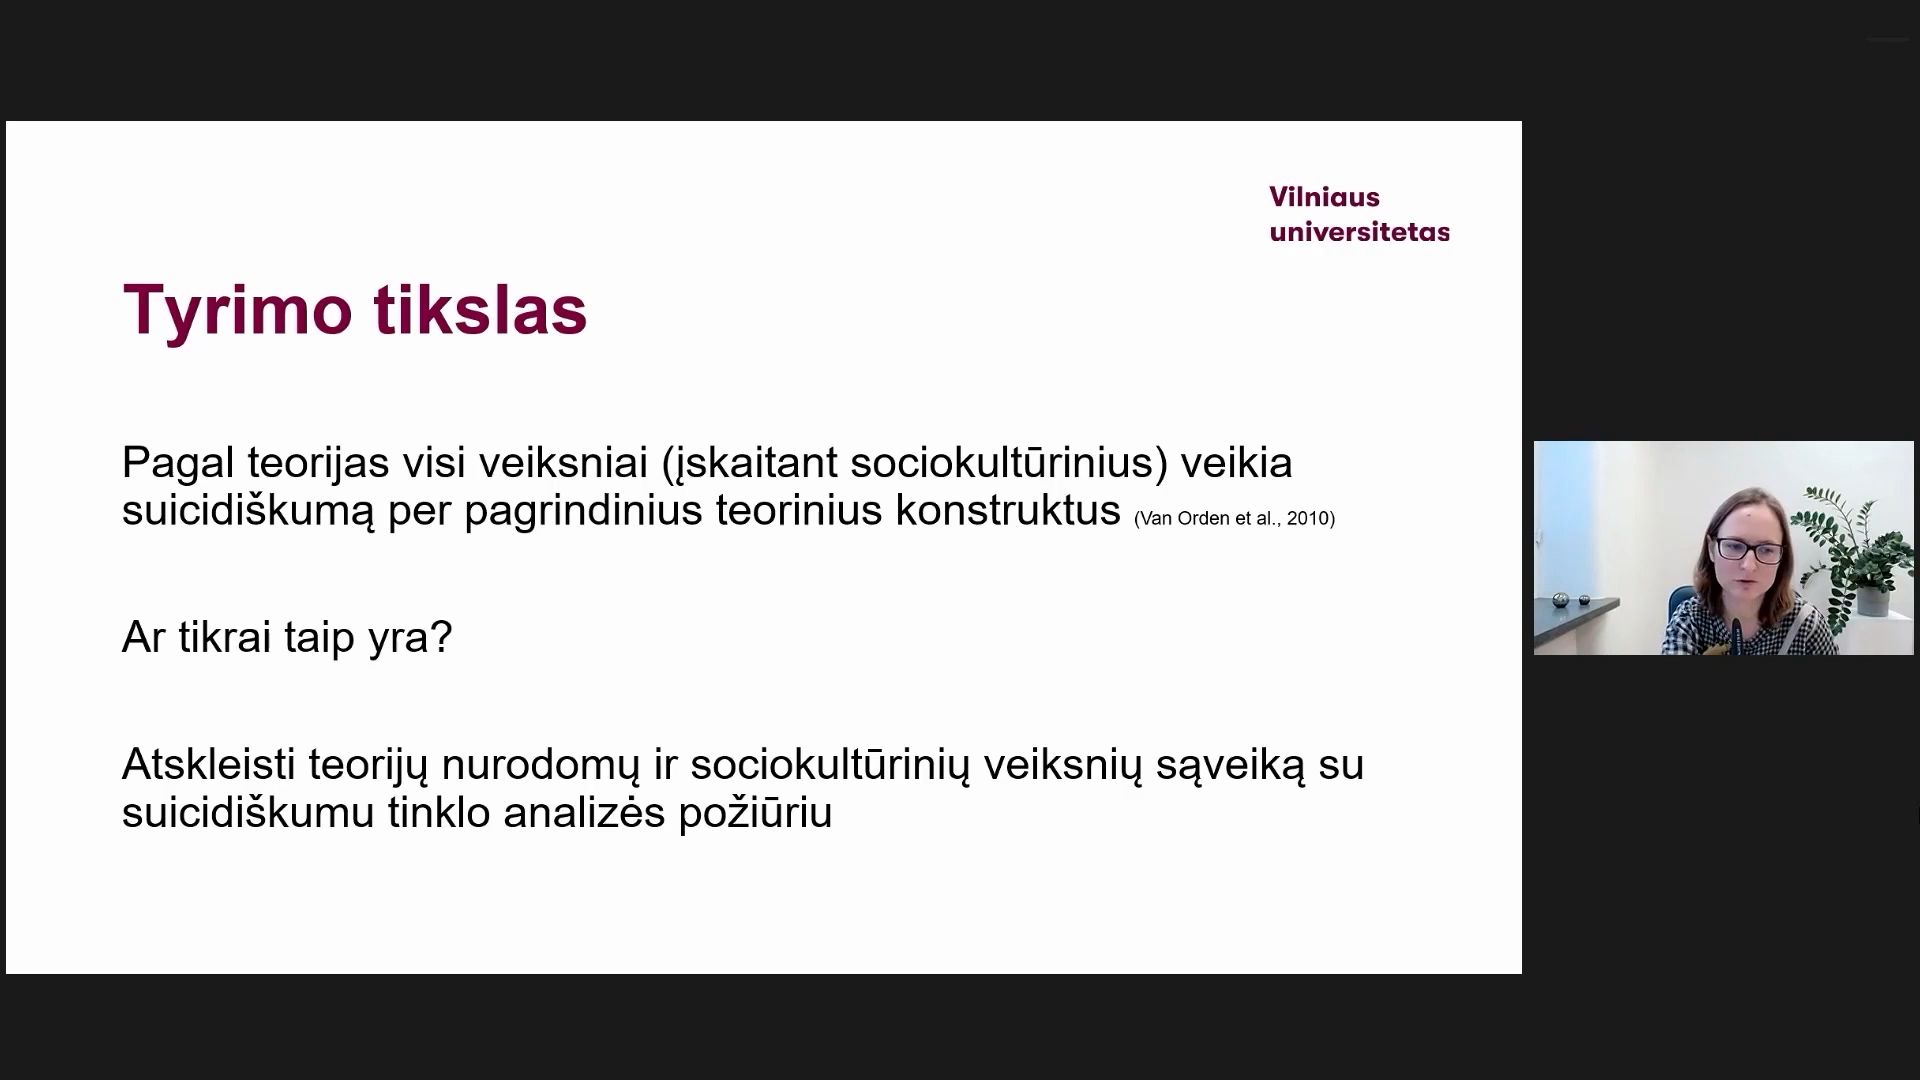 Vilniaus
universitetas
Tyrimo tikslas
Pagal teorijas visi veiksniai (įskaitant sociokultūrinius) veikia
suicidiškumą per pagrindinius teorinius konstruktus (Van Orden et al., 2010)
Ar tikrai taip yra?
Atskleisti teorijų nurodomų ir sociokultūrinių veiksnių sąveiką su
suicidiškumu tinklo analizės požiūriu